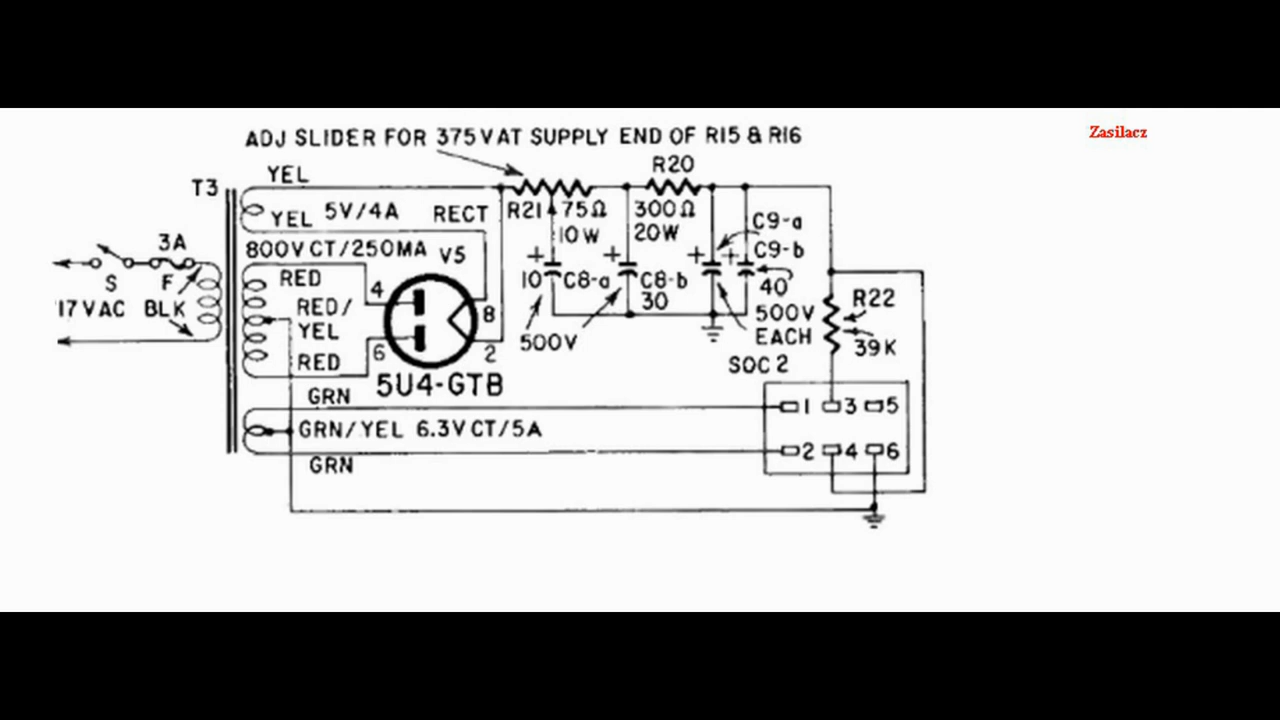 Zasilacz
ADJ SLIDER FOR 375V AT SUPPLY END OF R15 & R16
R20
T3
YEL
YEL 5V/4A RECT
R21 75Ω 10W
300Ω 20W
C9-a
C9-b
3A
S F
17VAC BLK
800V CT/250MA V5
RED
RED/
YEL
RED
4
6
8
2
5U4-GTB
+
10 C8-a
+
C8-b
30
500V
+
+
40
500V
EACH
R22
39K
SOC 2
GRN
GRN/YEL 6.3V CT/5A
GRN
1 3 5
2 4 6